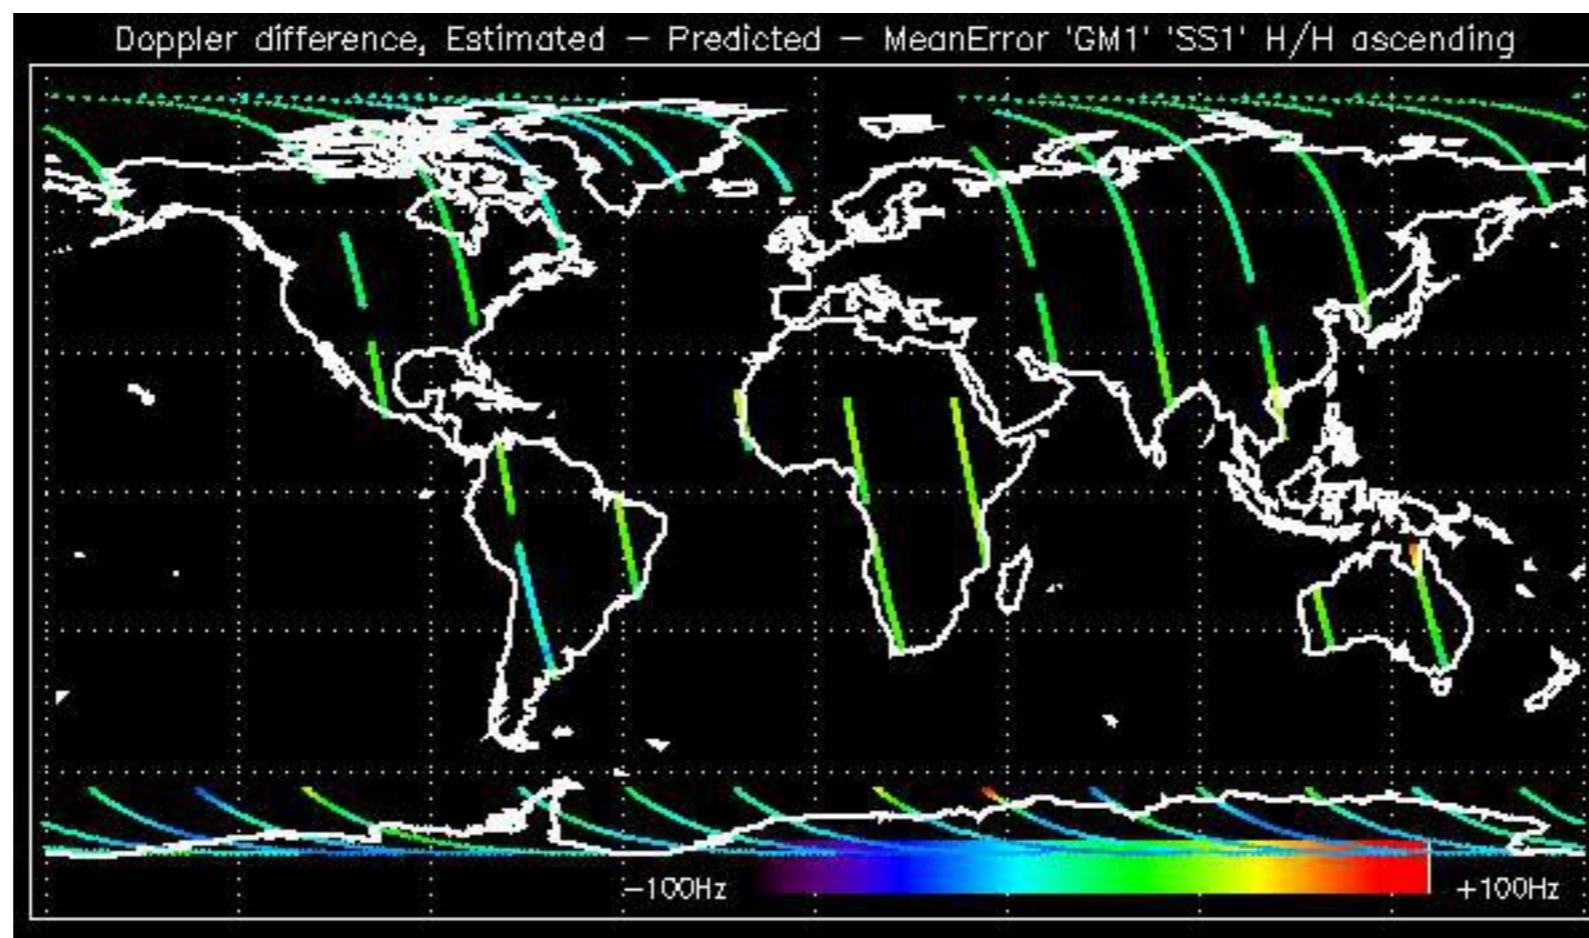 Doppler difference, Estimated - Predicted - MeanError 'GM1' 'SS1' H/H ascending
-100Hz +100Hz